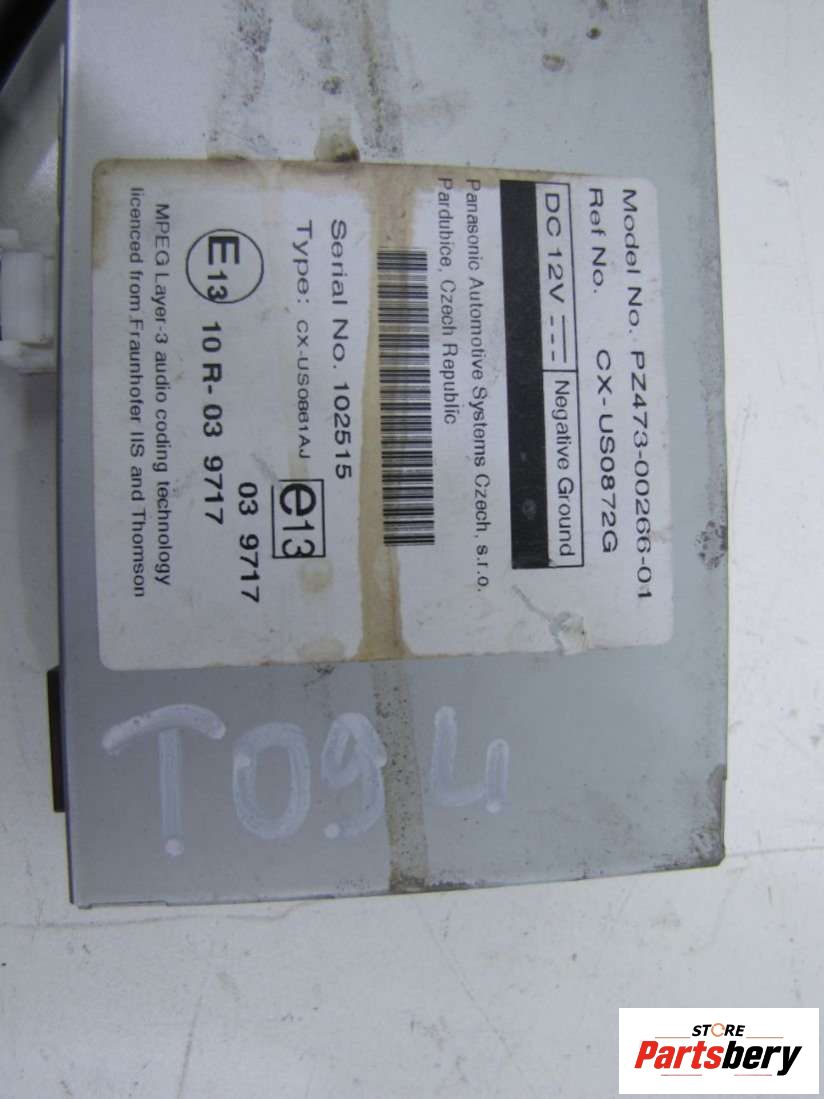 Model No. PZ473-00266-01
Ref No. CX-US0872G
DC 12V Negative Ground
Panasonic Automotive Systems Czech, s.r.o.
Pardubice, Czech Republic
Serial No. 102515
Type: CX-US0861AJ
e13
03 9717
E13 10 R-03 9717
MPEG Layer-3 audio coding technology
licenced from Fraunhofer IIS and Thomson
T094
STORE
Partsbery